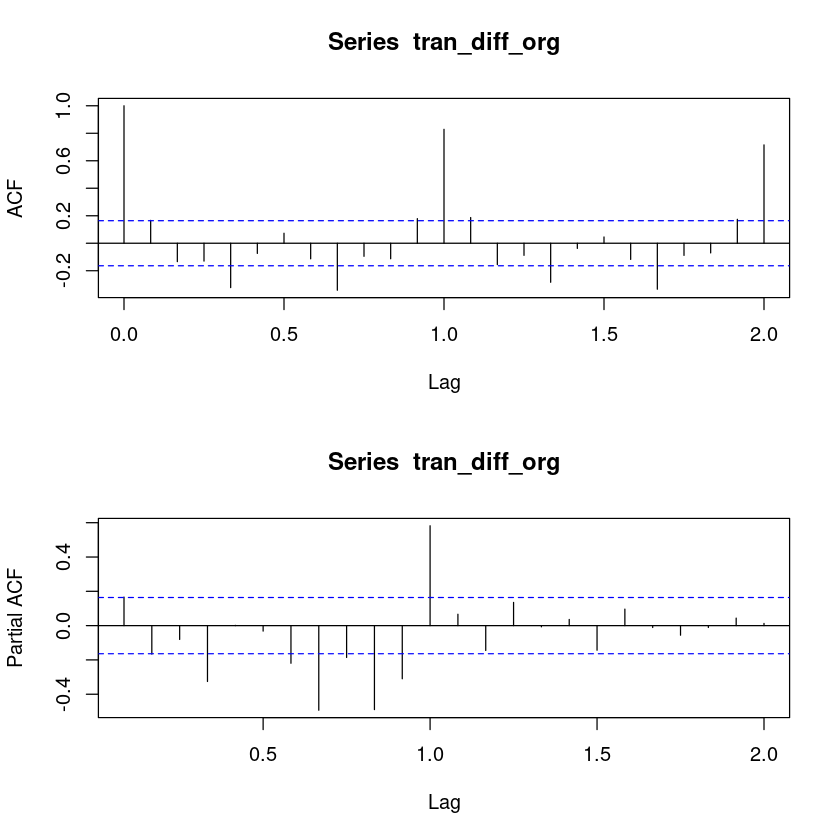 Series  tran_diff_org
ACF
-0.2 0.2 0.6 1.0
0.0 0.5 1.0 1.5 2.0
Lag
Series  tran_diff_org
Partial ACF
-0.4 0.0 0.4
0.5 1.0 1.5 2.0
Lag